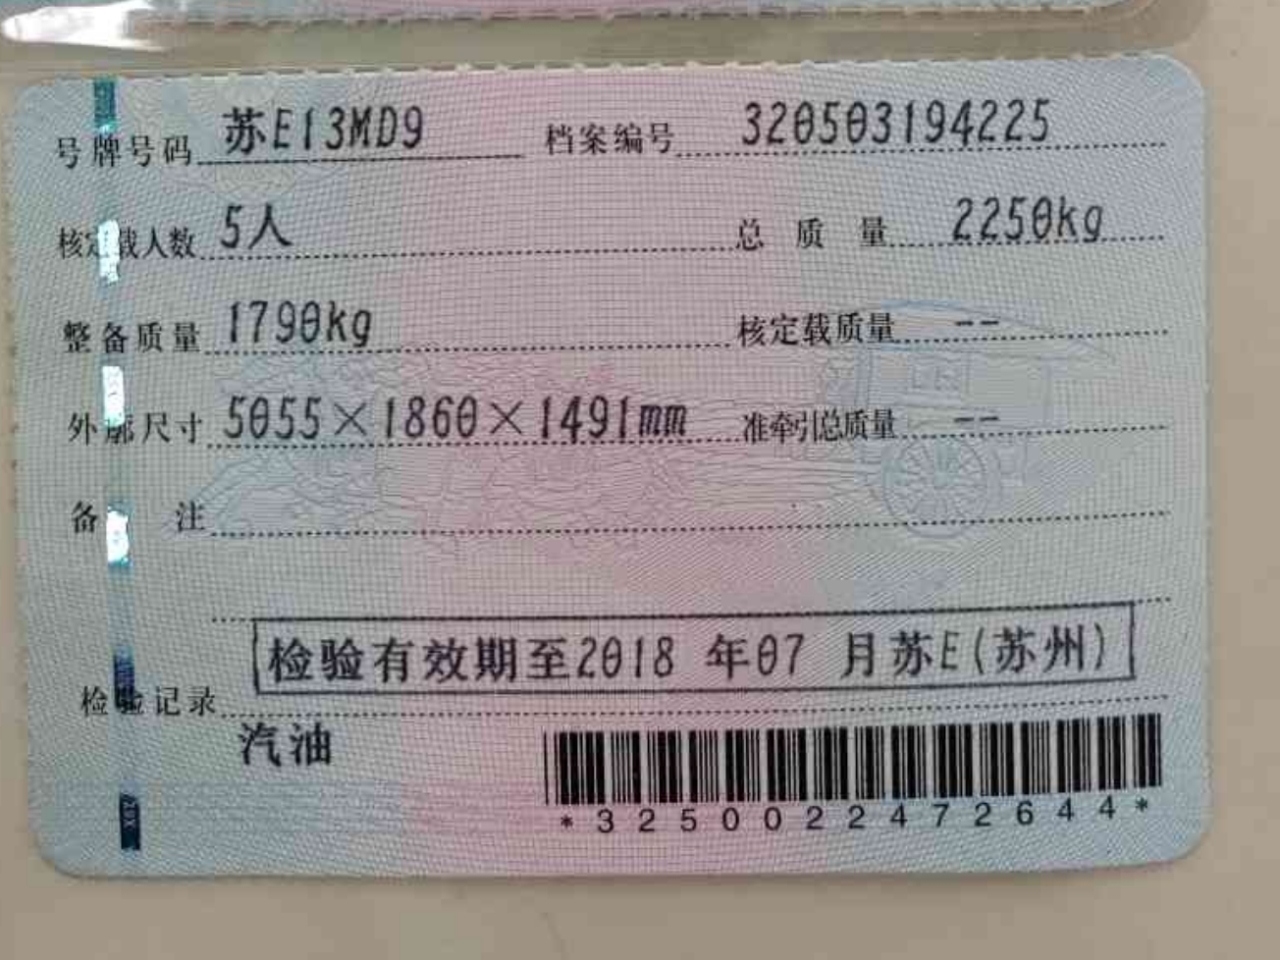 号牌号码 苏E13MD9 档案编号 320503194225
核定载人数 5人 总质量 2250kg
整备质量 1790kg 核定载质量 --
外廓尺寸 5055×1860×1491mm 准牵引总质量 --
备注
检验有效期至2018 年07 月苏E(苏州)
检验记录
汽油
*3250022472644*